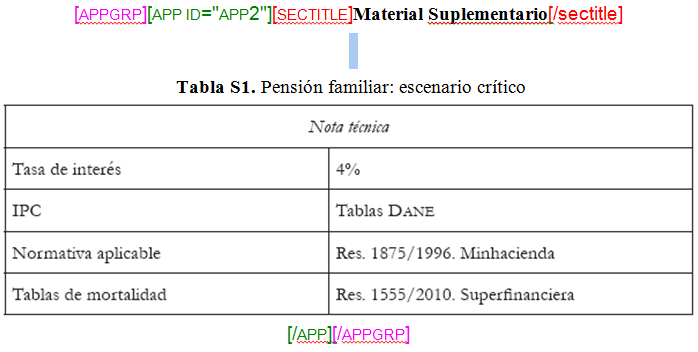 [APPGRP][APP ID="APP2"][SECTITLE]Material Suplementario[/sectitle]
Tabla S1. Pensión familiar: escenario crítico
Nota técnica
Tasa de interés 4%
IPC Tablas DANE
Normativa aplicable Res. 1875/1996. Minhacienda
Tablas de mortalidad Res. 1555/2010. Superfinanciera
[/APP][/APPGRP]